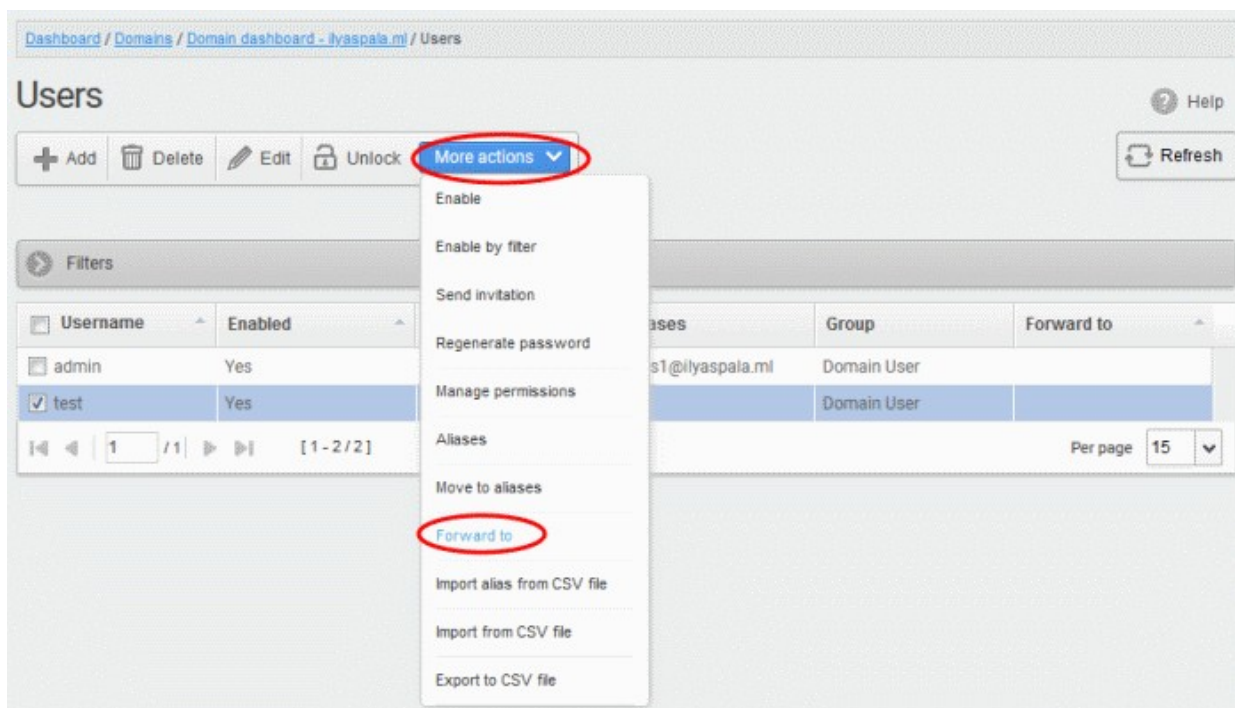 Dashboard / Domains / Domain dashboard - ilyaspala.ml / Users
Users
Help
Add Delete Edit Unlock More actions
Refresh
Enable
Enable by filter
Filters
Send invitation
Username Enabled ases Group Forward to
Regenerate password
admin Yes s1@ilyaspala.ml Domain User
Manage permissions
test Yes Domain User
Aliases
1 /1 [1-2/2] Per page 15
Move to aliases
Forward to
Import alias from CSV file
Import from CSV file
Export to CSV file